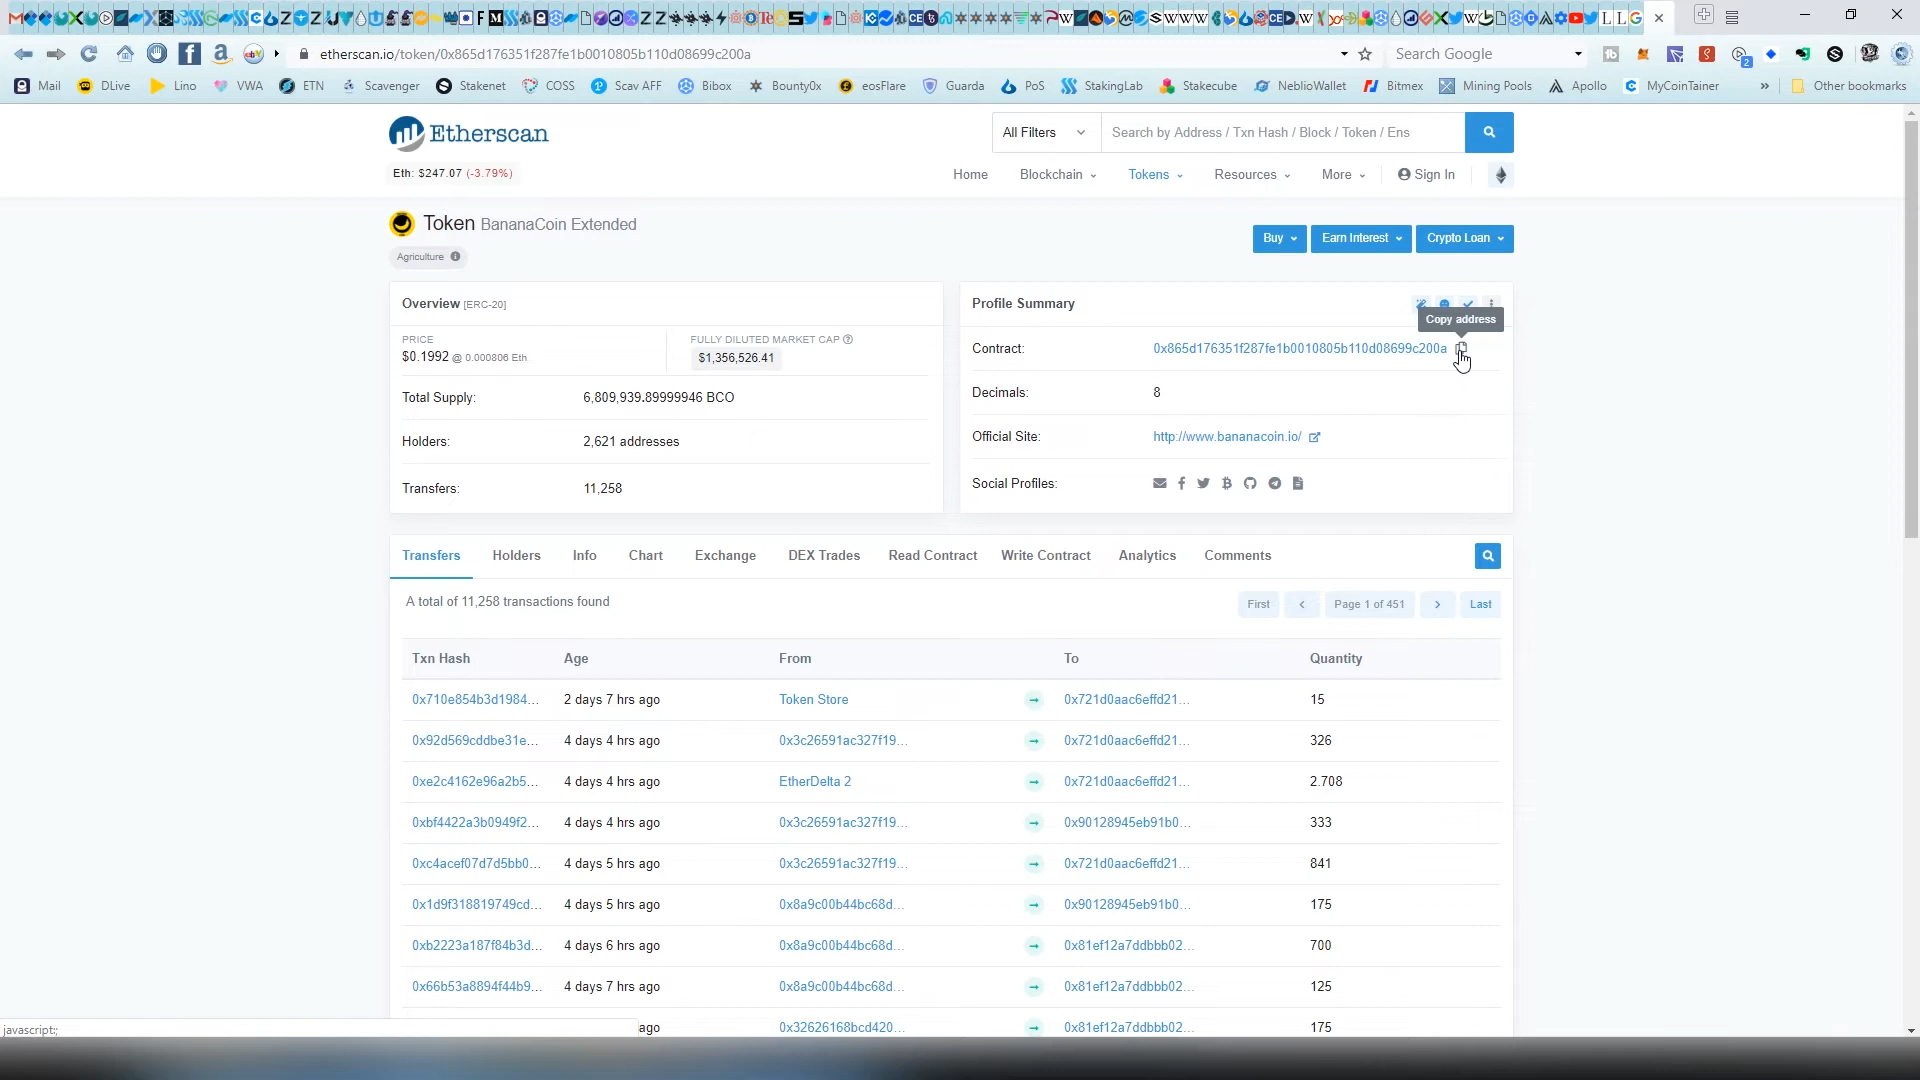 etherscan.io/token/0x865d176351f287fe1b0010805b110d08699c200a
Search Google
Mail DLive Lino VWA ETN Scavenger Stakenet COSS Scav AFF Bibox Bounty0x eosFlare Guarda PoS StakingLab Stakecube NeblioWallet Bitmex Mining Pools Apollo MyCoinTainer » Other bookmarks
Etherscan
All Filters Search by Address / Txn Hash / Block / Token / Ens
Eth: $247.07 (-3.79%)
Home Blockchain Tokens Resources More Sign In
Token BananaCoin Extended
Agriculture
Buy Earn Interest Crypto Loan
Overview [ERC-20]
PRICE
$0.1992 @ 0.000806 Eth
FULLY DILUTED MARKET CAP
$1,356,526.41
Total Supply: 6,809,939.89999946 BCO
Holders: 2,621 addresses
Transfers: 11,258
Profile Summary
Copy address
Contract: 0x865d176351f287fe1b0010805b110d08699c200a
Decimals: 8
Official Site: http://www.bananacoin.io/
Social Profiles:
Transfers Holders Info Chart Exchange DEX Trades Read Contract Write Contract Analytics Comments
A total of 11,258 transactions found
First Page 1 of 451 Last
Txn Hash Age From To Quantity
0x710e854b3d1984... 2 days 7 hrs ago Token Store 0x721d0aac6effd21... 15
0x92d569cddbe31e... 4 days 4 hrs ago 0x3c26591ac327f19... 0x721d0aac6effd21... 326
0xe2c4162e96a2b5... 4 days 4 hrs ago EtherDelta 2 0x721d0aac6effd21... 2.708
0xbf4422a3b0949f2... 4 days 4 hrs ago 0x3c26591ac327f19... 0x90128945eb91b0... 333
0xc4acef07d7d5bb0... 4 days 5 hrs ago 0x3c26591ac327f19... 0x721d0aac6effd21... 841
0x1d9f318819749cd... 4 days 5 hrs ago 0x8a9c00b44bc68d... 0x90128945eb91b0... 175
0xb2223a187f84b3d... 4 days 6 hrs ago 0x8a9c00b44bc68d... 0x81ef12a7ddbbb02... 700
0x66b53a8894f44b9... 4 days 7 hrs ago 0x8a9c00b44bc68d... 0x81ef12a7ddbbb02... 125
ago 0x32626168bcd420... 0x81ef12a7ddbbb02... 175
javascript:;